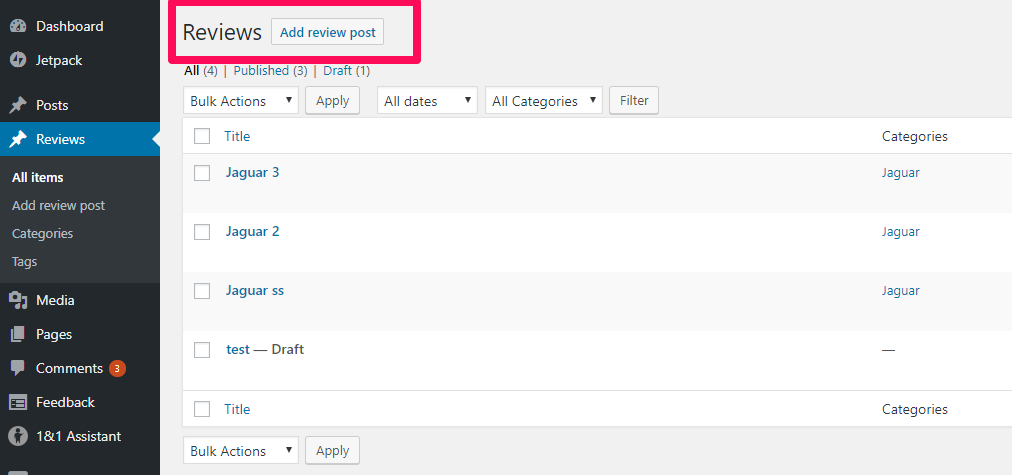 Dashboard
Jetpack
Posts
Reviews
All items
Add review post
Categories
Tags
Media
Pages
Comments 3
Feedback
1&1 Assistant
Reviews Add review post
All (4) | Published (3) | Draft (1)
Bulk Actions Apply All dates All Categories Filter
Title Categories
Jaguar 3 Jaguar
Jaguar 2 Jaguar
Jaguar ss Jaguar
test — Draft —
Title Categories
Bulk Actions Apply